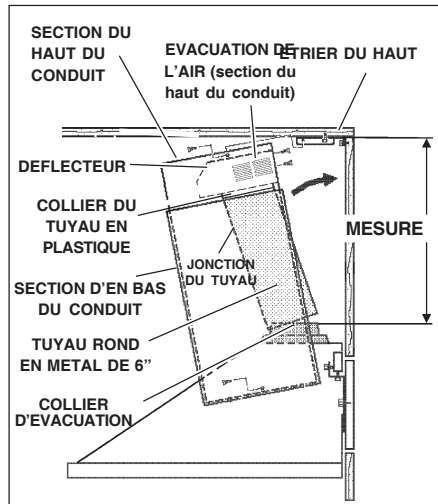 SECTION DU
HAUT DU
CONDUIT
EVACUATION DE
L'AIR (section du
haut du conduit)
ETRIER DU HAUT
DEFLECTEUR
COLLIER DU
TUYAU EN
PLASTIQUE
JONCTION
DU TUYAU
MESURE
SECTION D'EN BAS
DU CONDUIT
TUYAU ROND
EN METAL DE 6”
COLLIER
D'EVACUATION